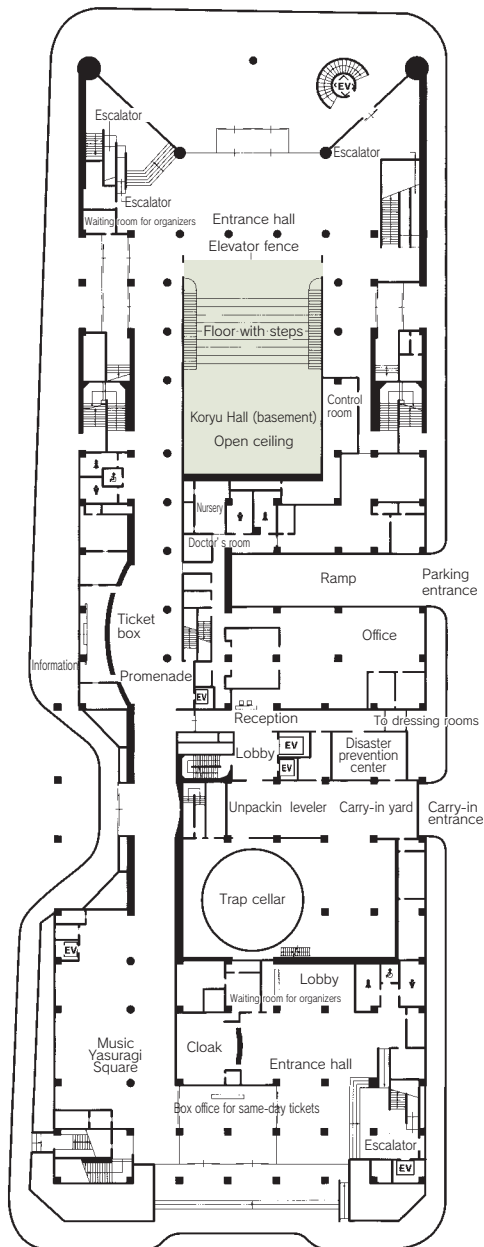 EV
Escalator
Escalator
Escalator
Waiting room for organizers
Entrance hall
Elevator fence
Floor with steps
Control
room
Koryu Hall (basement)
Open ceiling
Nursery
Doctor's room
Ramp
Parking
entrance
Ticket
box
Office
Information
Promenade
EV
Reception
To dressing rooms
Lobby
EV
EV
Disaster
prevention
center
Unpackin leveler
Carry-in yard
Carry-in
entrance
Trap cellar
EV
Lobby
Waiting room for organizers
Cloak
Music
Yasuragi
Square
Entrance hall
Box office for same-day tickets
Escalator
EV